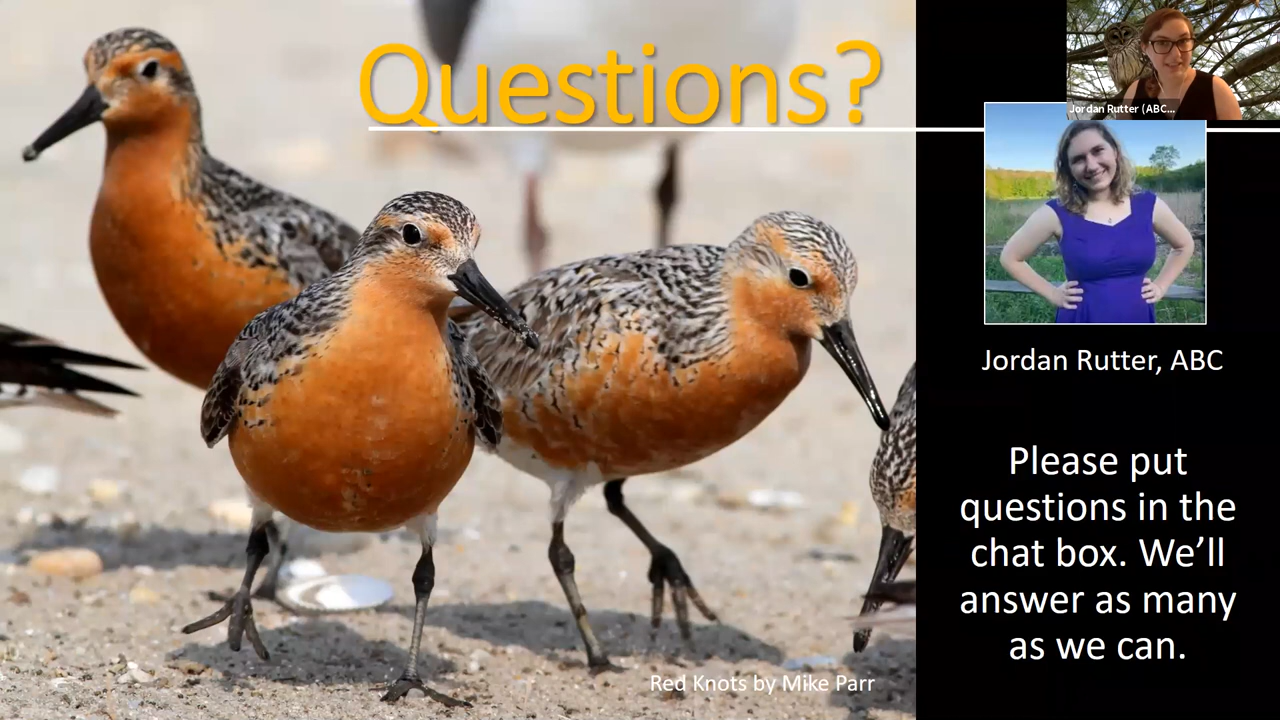 Questions?
Jordan Rutter (ABC...
Jordan Rutter, ABC
Please put
questions in the
chat box. We’ll
answer as many
as we can.
Red Knots by Mike Parr